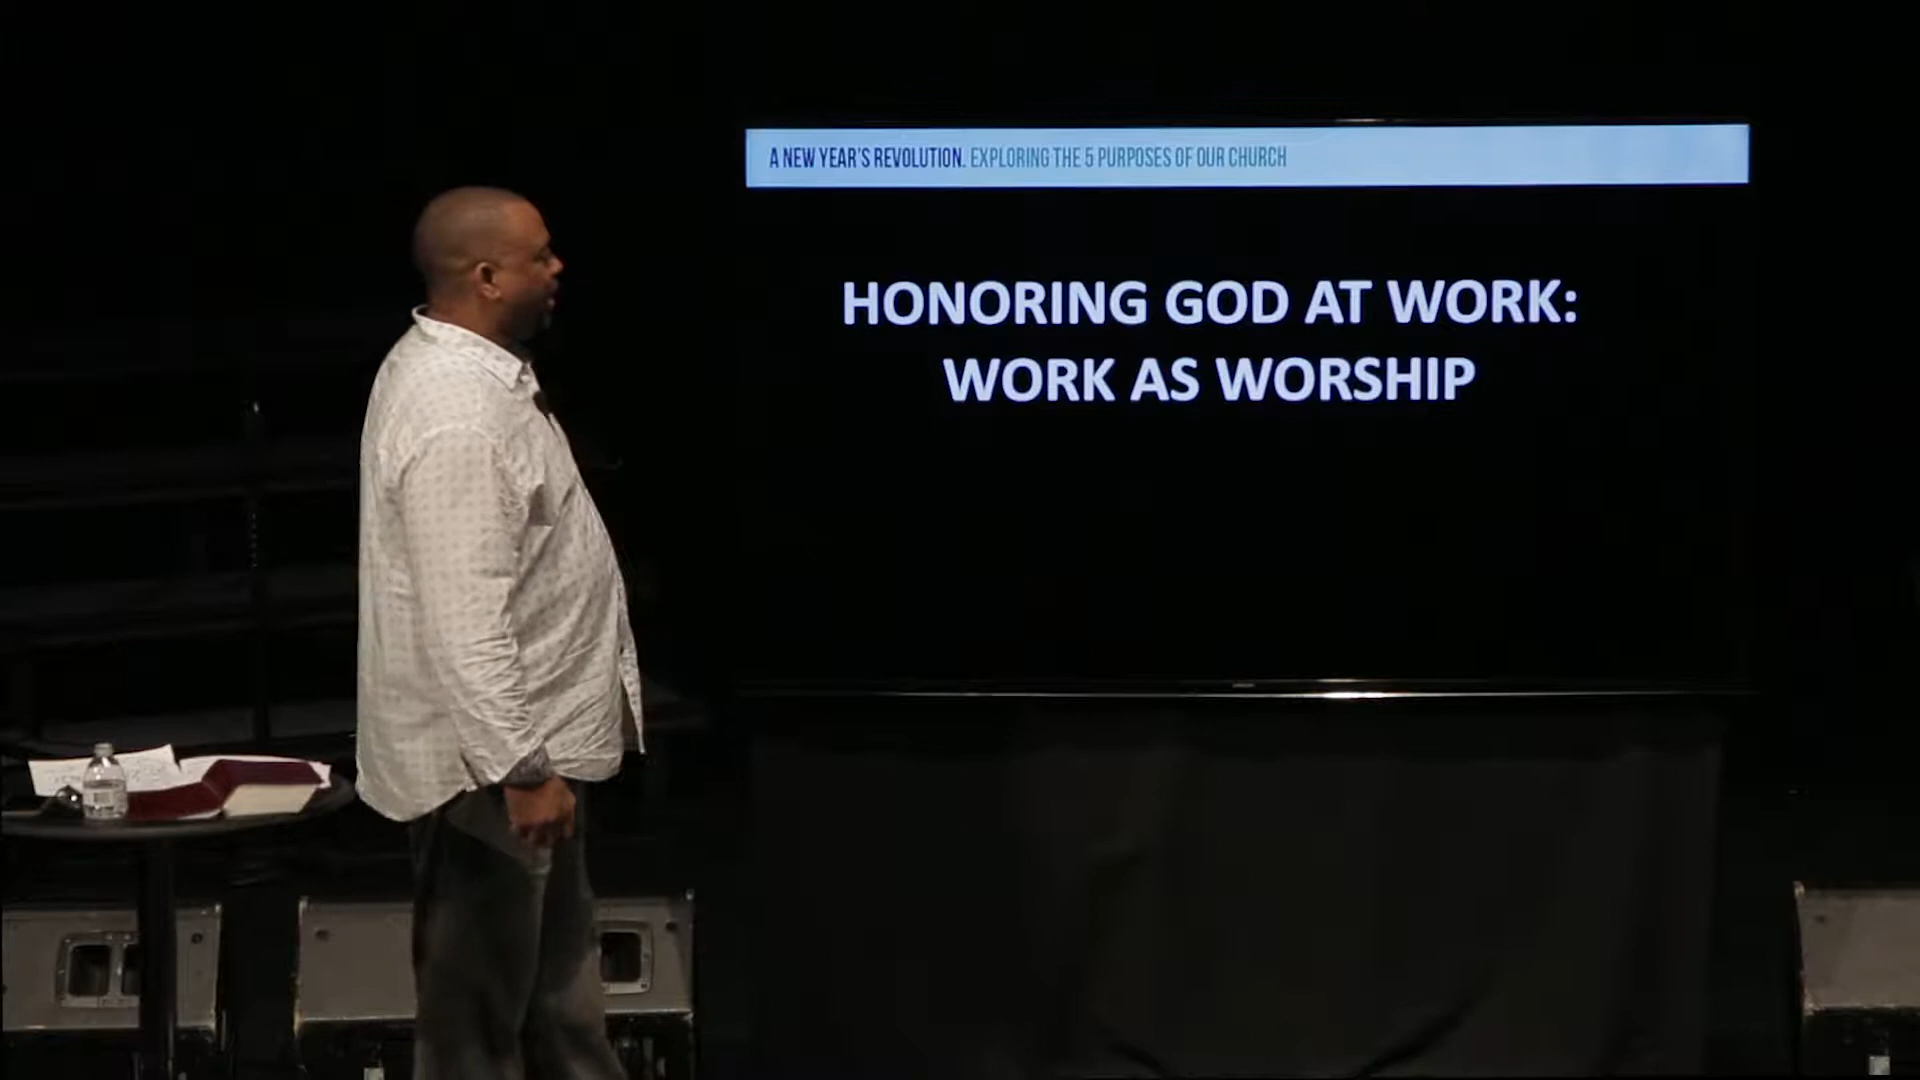 A NEW YEAR'S REVOLUTION. EXPLORING THE 5 PURPOSES OF OUR CHURCH
HONORING GOD AT WORK:
WORK AS WORSHIP